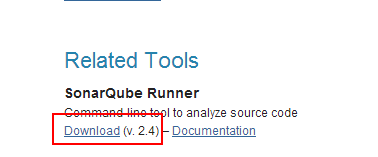 Related Tools
SonarQube Runner
Command line tool to analyze source code
Download (v. 2.4) – Documentation